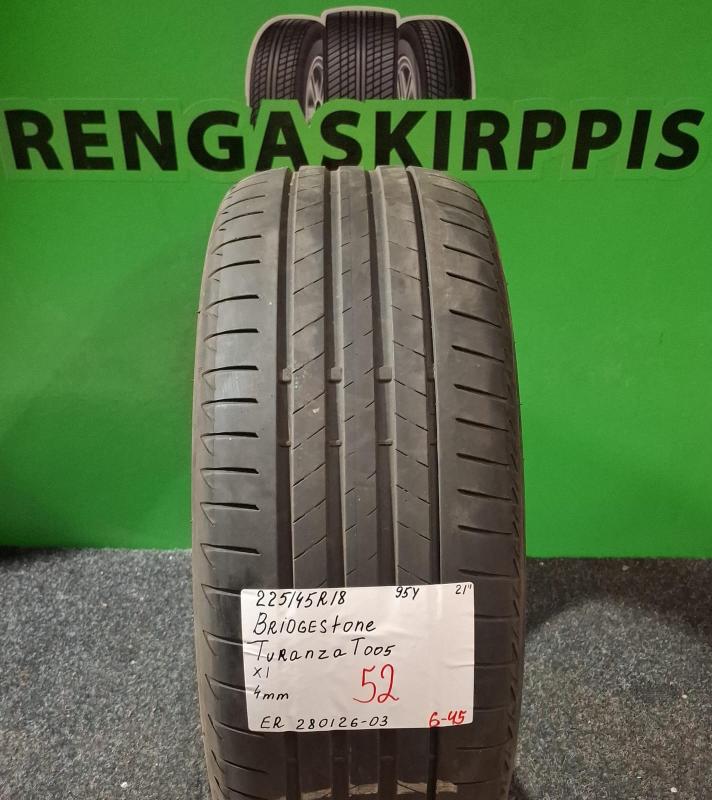 RENGASKIRPPIS
225/45R18 95Y 21"
BRIDGEStone
TURanza T005
x1
4mm 52
ER 280126-03 6-45